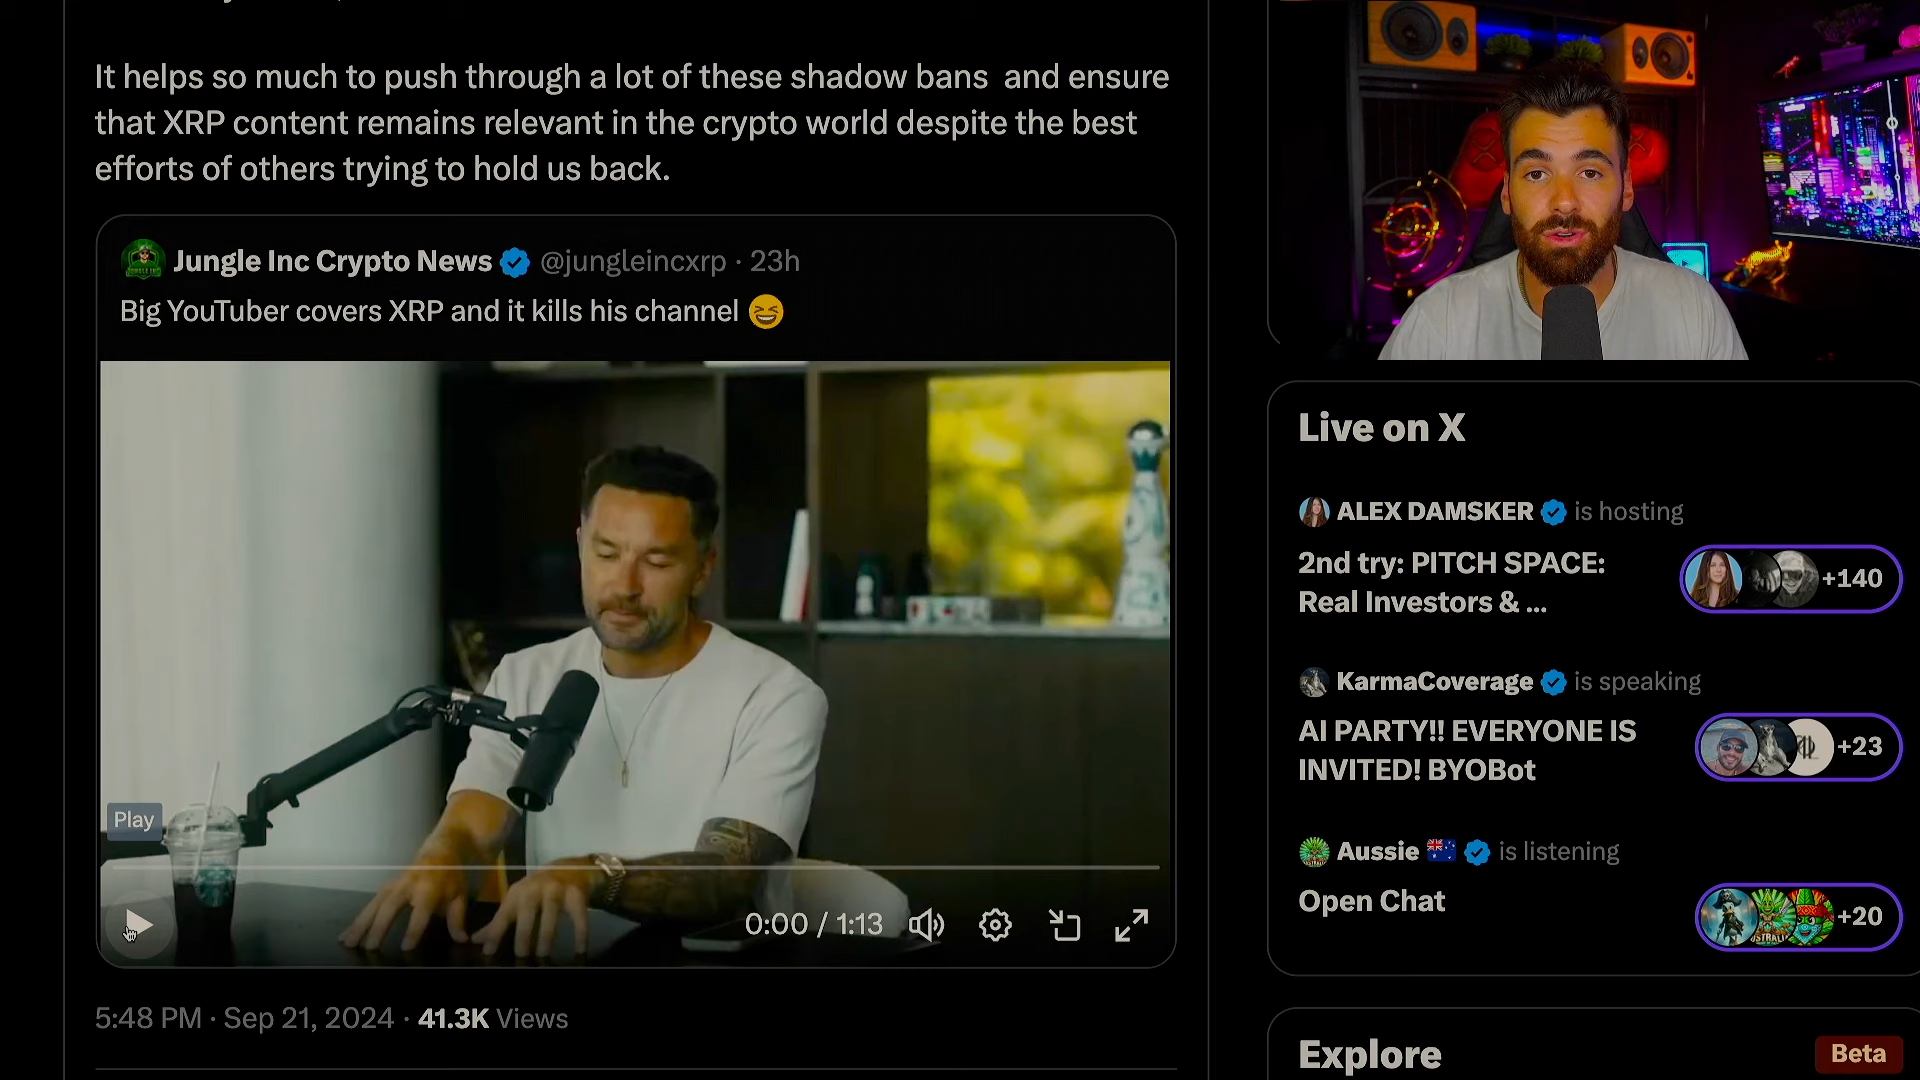 It helps so much to push through a lot of these shadow bans and ensure
that XRP content remains relevant in the crypto world despite the best
efforts of others trying to hold us back.
Jungle Inc Crypto News @jungleincxrp · 23h
Big YouTuber covers XRP and it kills his channel 😆
Play
0:00 / 1:13
5:48 PM · Sep 21, 2024 · 41.3K Views
Live on X
ALEX DAMSKER is hosting
2nd try: PITCH SPACE:
Real Investors & ...
+140
KarmaCoverage is speaking
AI PARTY!! EVERYONE IS
INVITED! BYOBot
+23
Aussie 🇦🇺 is listening
Open Chat
+20
Explore
Beta